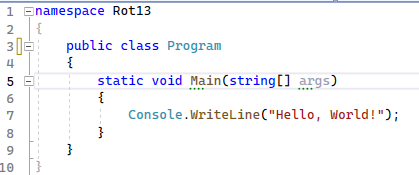 1 namespace Rot13
2 {
3 public class Program
4 {
5 static void Main(string[] args)
6 {
7 Console.WriteLine("Hello, World!");
8 }
9 }
10 }